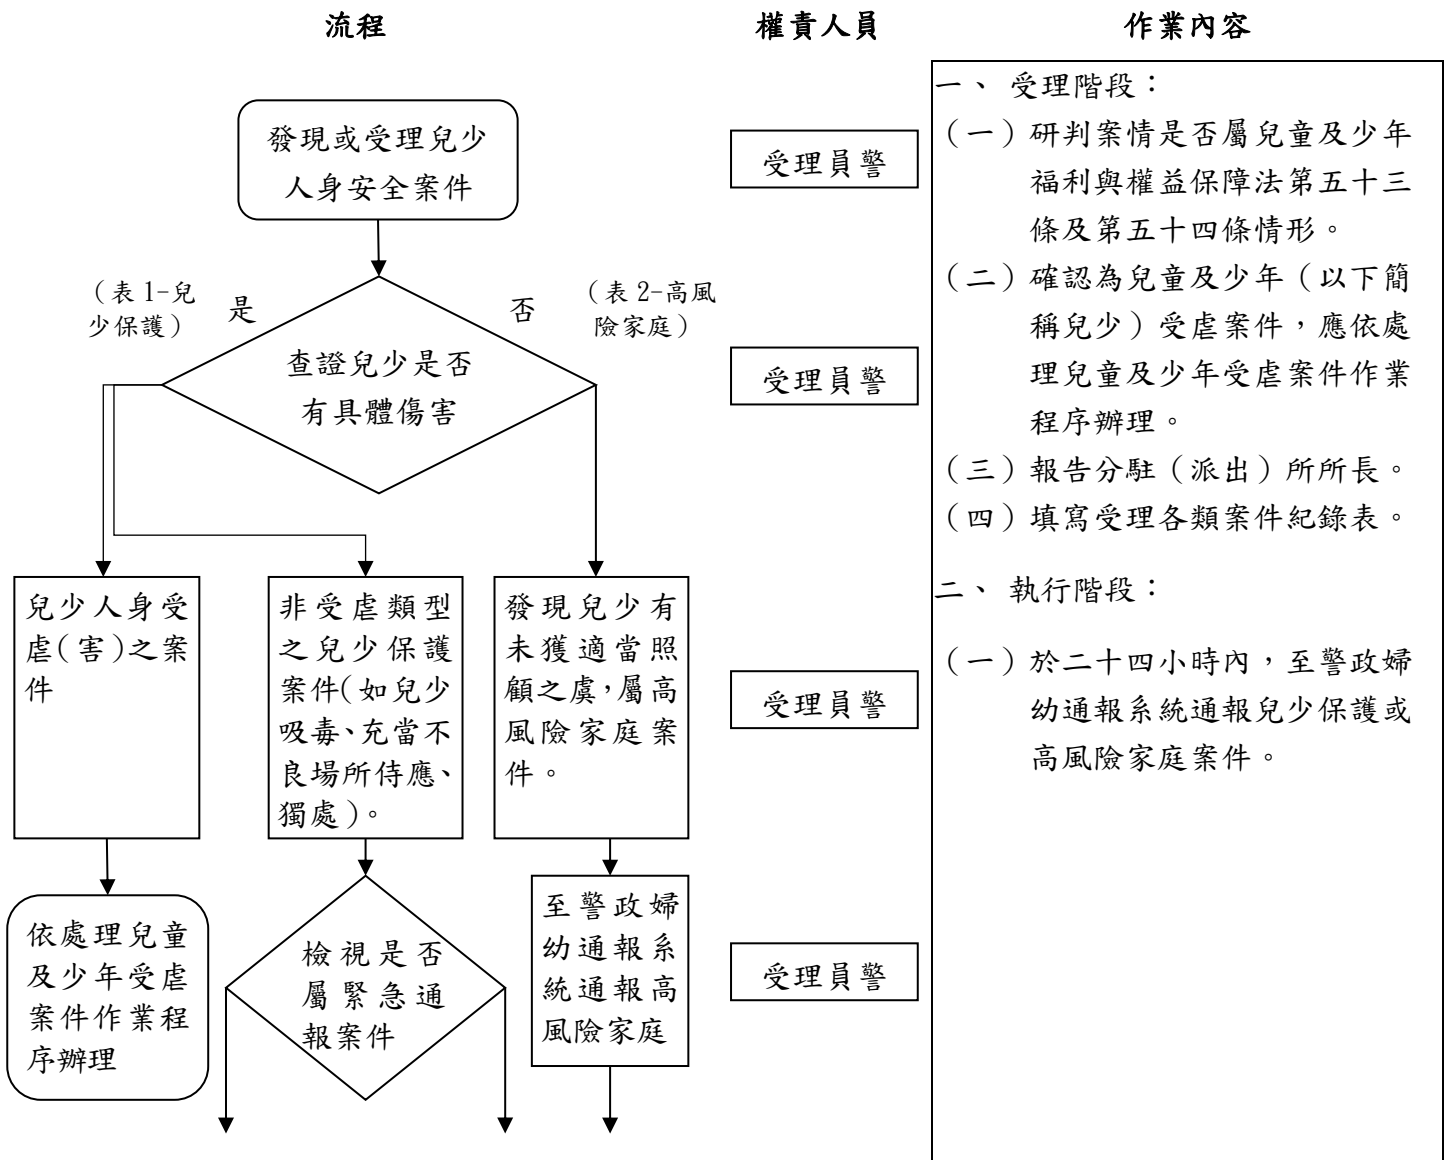 流程
權責人員
作業內容
發現或受理兒少
人身安全案件
(表 1-兒
少保護)
是
否
(表 2-高風
險家庭)
查證兒少是否
有具體傷害
兒少人身受
虐(害)之案
件
非受虐類型
之兒少保護
案件(如兒少
吸毒、充當不
良場所侍應、
獨處)。
發現兒少有
未獲適當照
顧之虞,屬高
風險家庭案
件。
依處理兒童
及少年受虐
案件作業程
序辦理
檢視是否
屬緊急通
報案件
至警政婦
幼通報系
統通報高
風險家庭
受理員警
受理員警
受理員警
受理員警
一、 受理階段:
(一)研判案情是否屬兒童及少年
福利與權益保障法第五十三
條及第五十四條情形。
(二)確認為兒童及少年(以下簡
稱兒少)受虐案件,應依處
理兒童及少年受虐案件作業
程序辦理。
(三)報告分駐(派出)所所長。
(四)填寫受理各類案件紀錄表。
二、 執行階段:
(一)於二十四小時內,至警政婦
幼通報系統通報兒少保護或
高風險家庭案件。